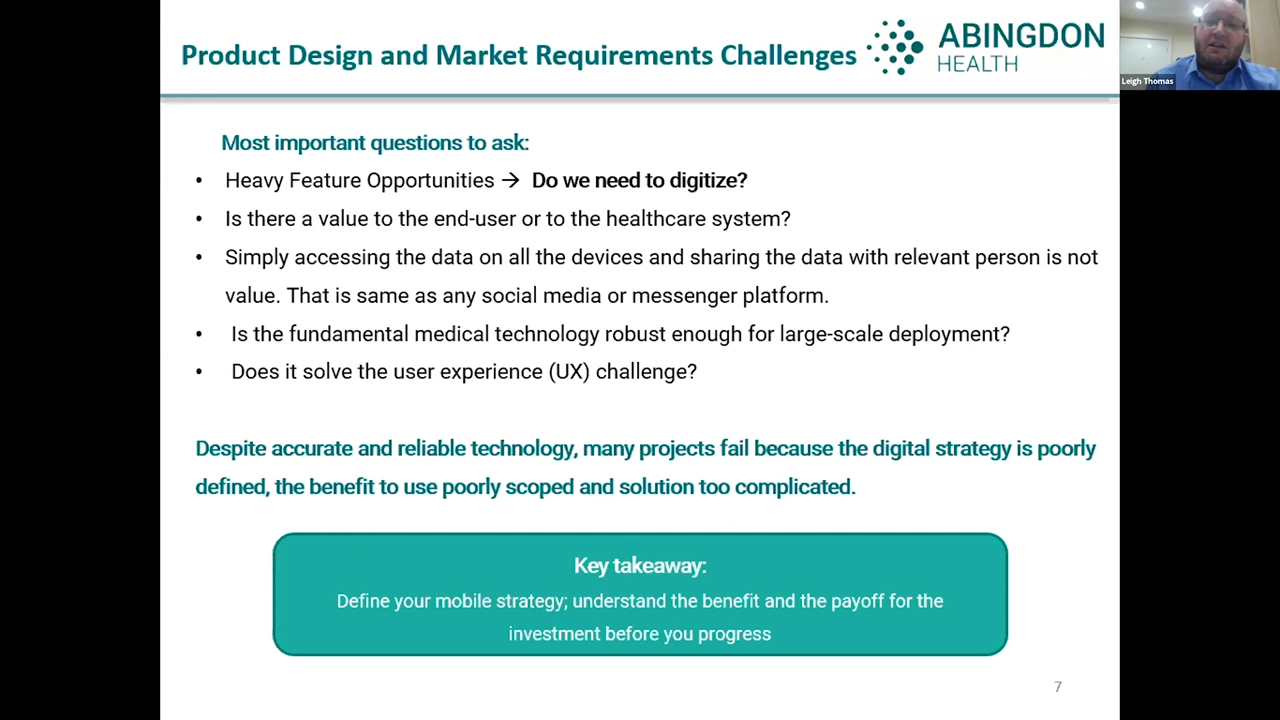 Product Design and Market Requirements Challenges
ABINGDON
HEALTH
Leigh Thomas
Most important questions to ask:
• Heavy Feature Opportunities → Do we need to digitize?
• Is there a value to the end-user or to the healthcare system?
• Simply accessing the data on all the devices and sharing the data with relevant person is not
value. That is same as any social media or messenger platform.
• Is the fundamental medical technology robust enough for large-scale deployment?
• Does it solve the user experience (UX) challenge?
Despite accurate and reliable technology, many projects fail because the digital strategy is poorly
defined, the benefit to use poorly scoped and solution too complicated.
Key takeaway:
Define your mobile strategy; understand the benefit and the payoff for the
investment before you progress
7